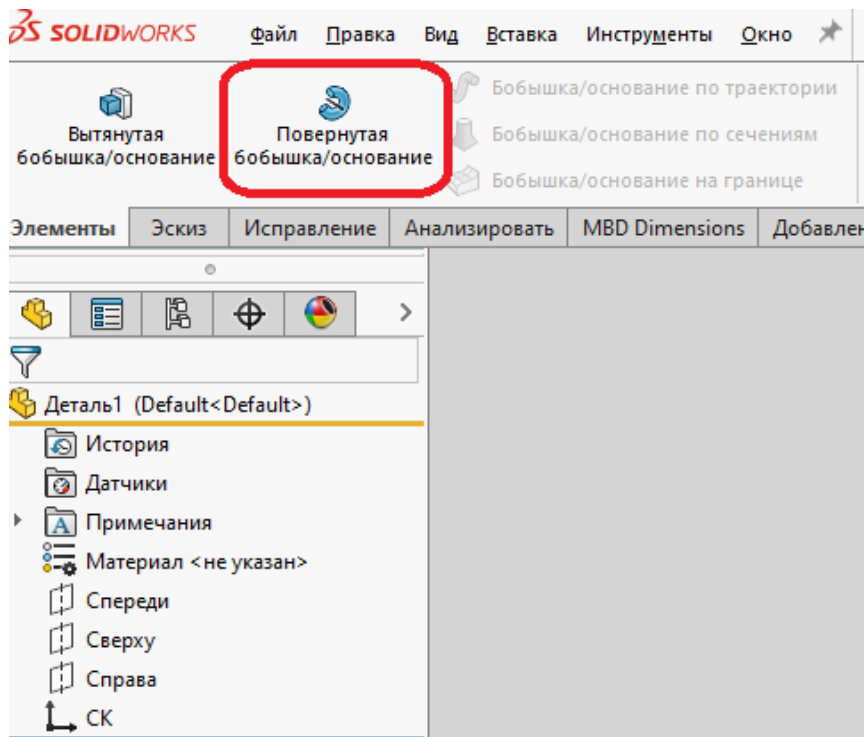 SOLIDWORKS Файл Правка Вид Вставка Инструменты Окно
Вытянутая бобышка/основание
Повернутая бобышка/основание
Бобышка/основание по траектории
Бобышка/основание по сечениям
Бобышка/основание на границе
Элементы Эскиз Исправление Анализировать MBD Dimensions Добавлен
Деталь1 (Default<Default>)
История
Датчики
A Примечания
Материал <не указан>
Спереди
Сверху
Справа
СК